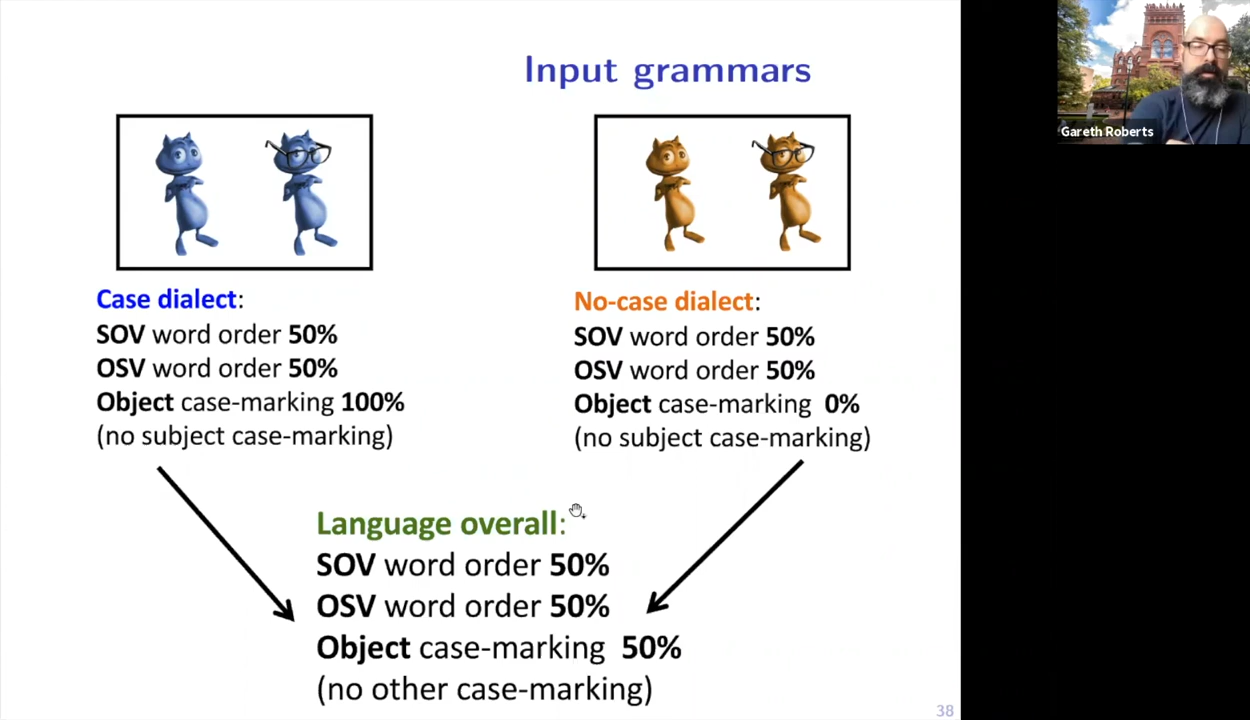 Input grammars
Case dialect:
SOV word order 50%
OSV word order 50%
Object case-marking 100%
(no subject case-marking)
No-case dialect:
SOV word order 50%
OSV word order 50%
Object case-marking 0%
(no subject case-marking)
Language overall:
SOV word order 50%
OSV word order 50%
Object case-marking 50%
(no other case-marking)
38
Gareth Roberts